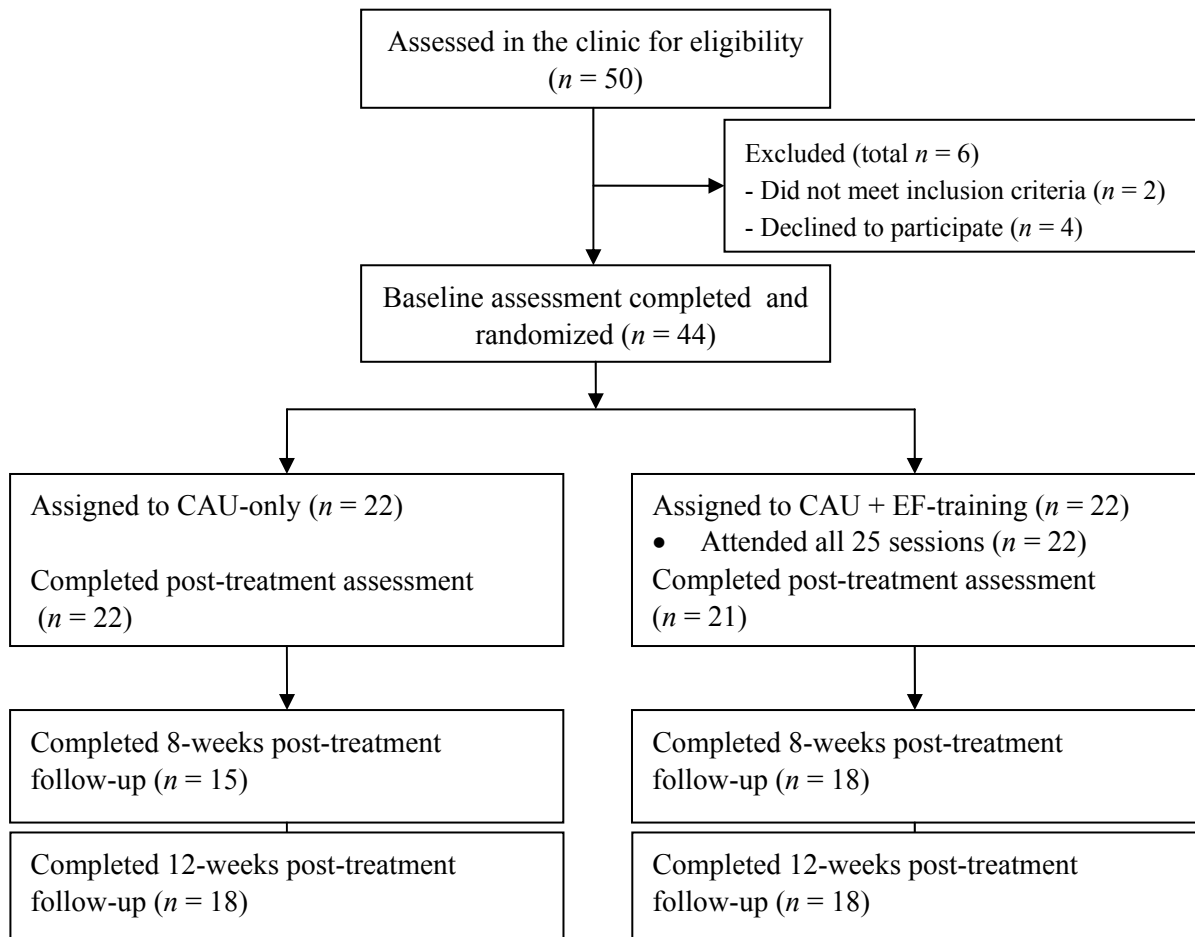 Assessed in the clinic for eligibility
(n = 50)
Excluded (total n = 6)
- Did not meet inclusion criteria (n = 2)
- Declined to participate (n = 4)
Baseline assessment completed and
randomized (n = 44)
Assigned to CAU-only (n = 22)
Completed post-treatment assessment
(n = 22)
Assigned to CAU + EF-training (n = 22)
• Attended all 25 sessions (n = 22)
Completed post-treatment assessment
(n = 21)
Completed 8-weeks post-treatment
follow-up (n = 15)
Completed 8-weeks post-treatment
follow-up (n = 18)
Completed 12-weeks post-treatment
follow-up (n = 18)
Completed 12-weeks post-treatment
follow-up (n = 18)